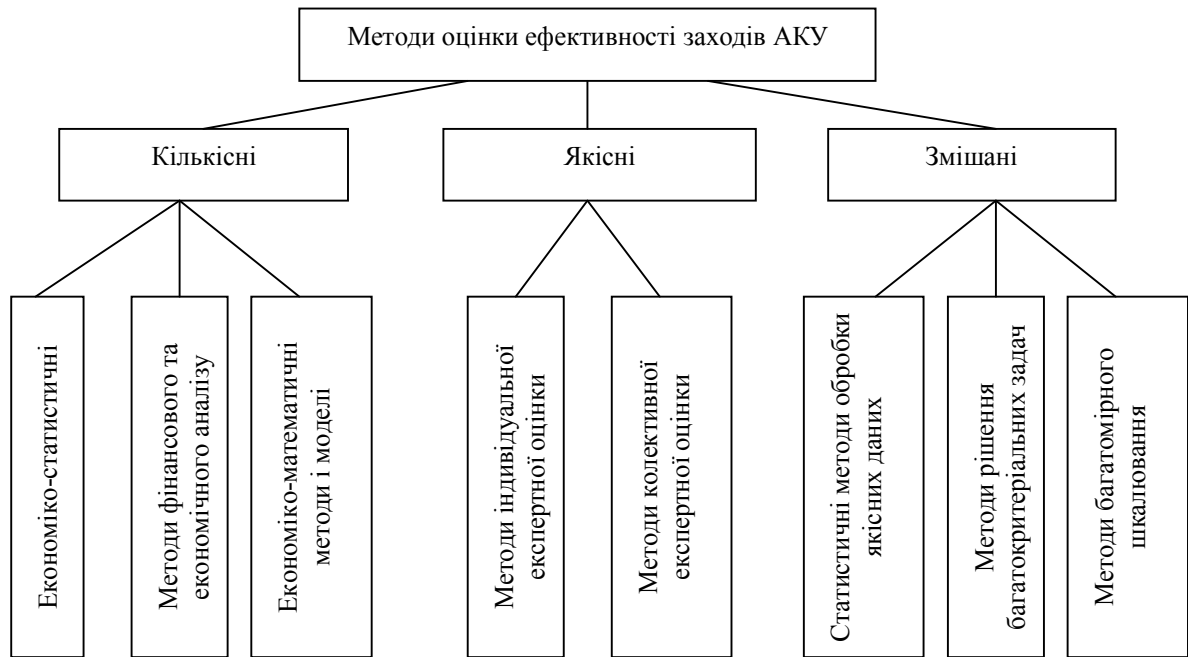 Методи оцінки ефективності заходів АКУ
Кількісні
Якісні
Змішані
Економіко-статистичні
Методи фінансового та
економічного аналізу
Економіко-математичні
методи і моделі
Методи індивідуальної
експертної оцінки
Методи колективної
експертної оцінки
Статистичні методи обробки
якісних даних
Методи рішення
багатокритеріальних задач
Методи багатомірного
шкалювання